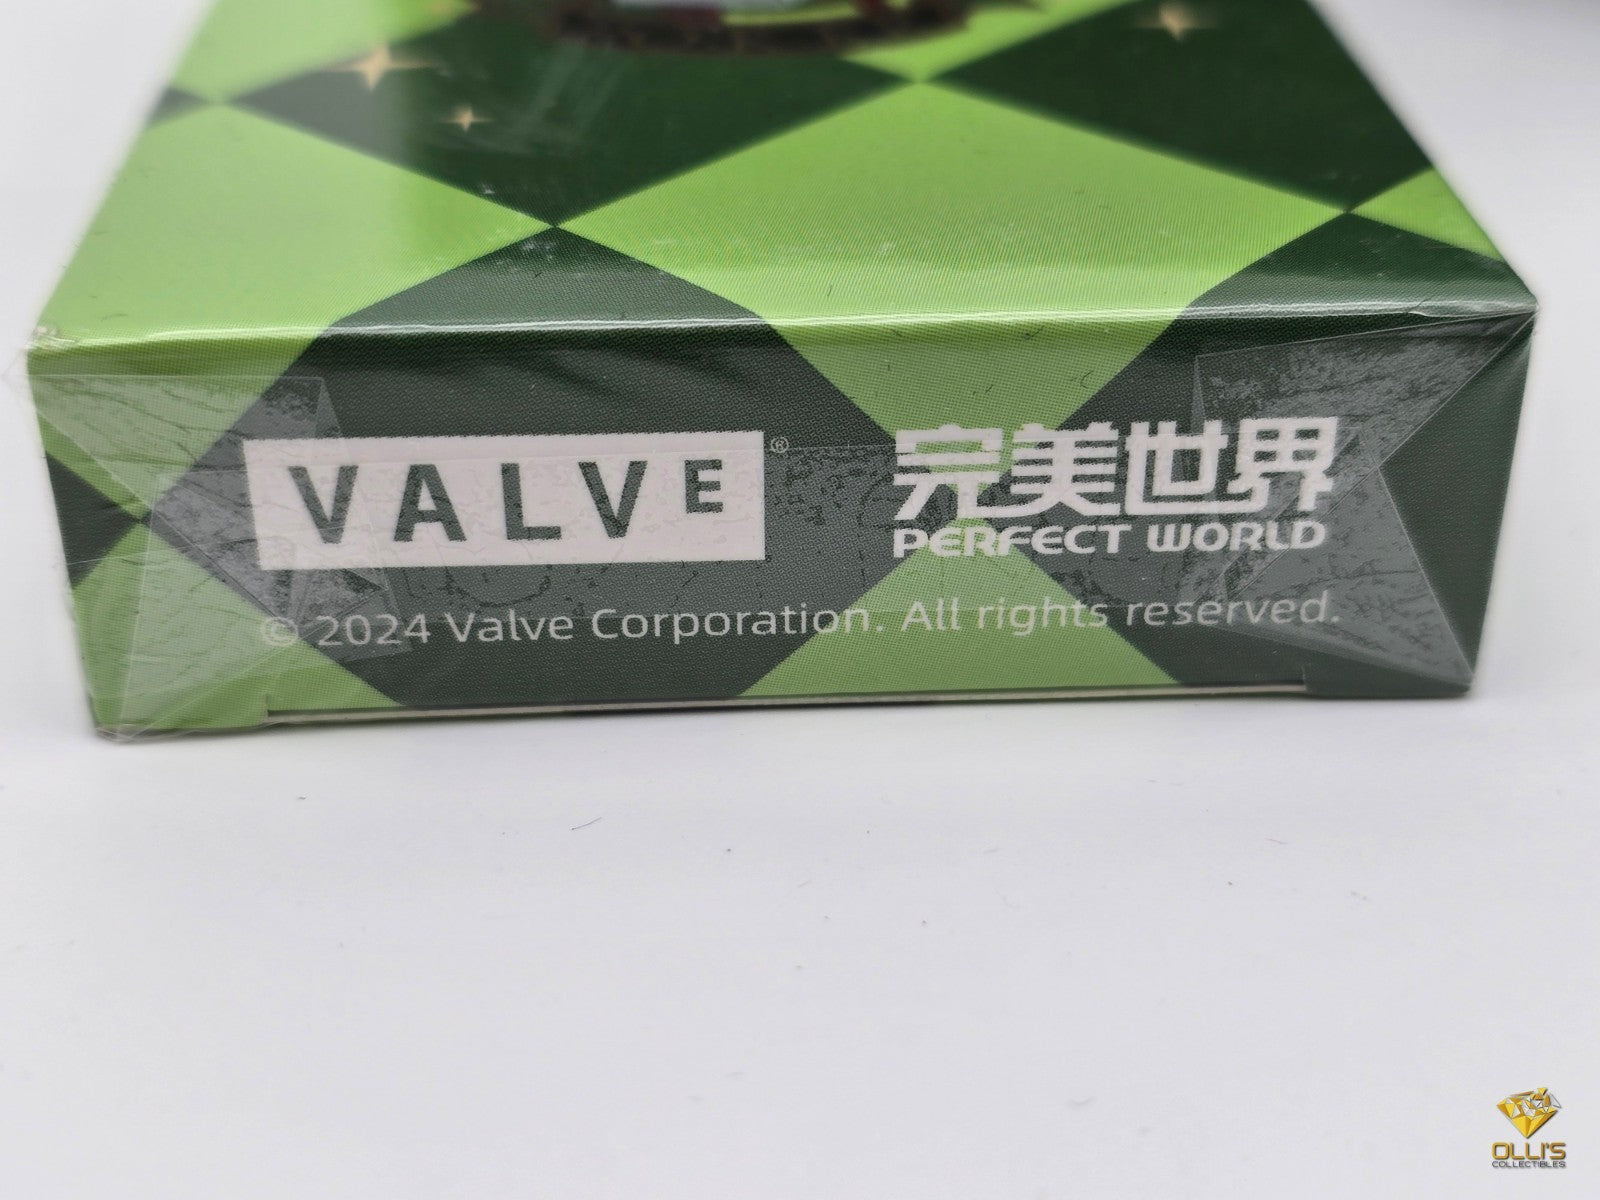 VALVE®
完美世界
PERFECT WORLD
© 2024 Valve Corporation. All rights reserved.
OLLI'S
COLLECTIBLES